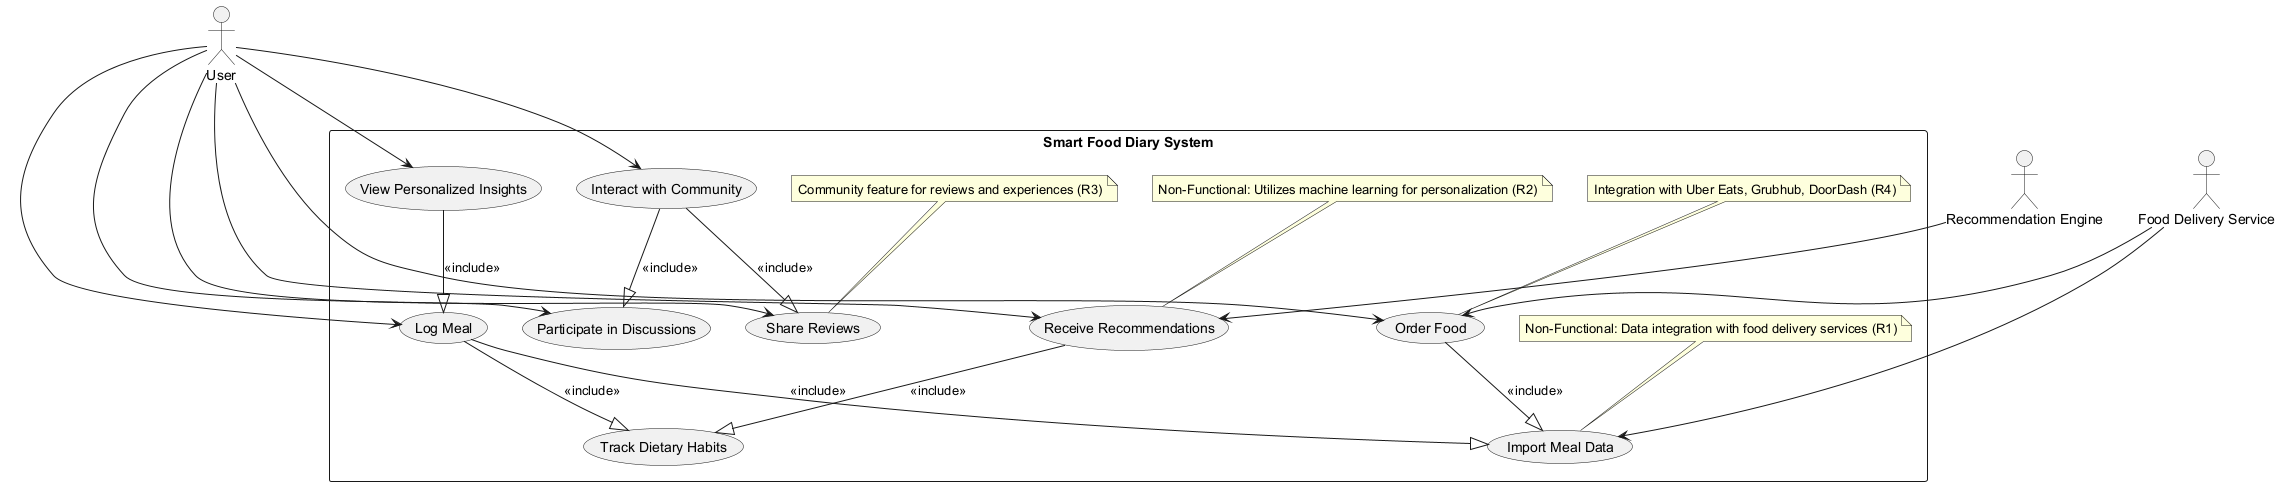 User
Smart Food Diary System
View Personalized Insights
Interact with Community
Community feature for reviews and experiences (R3)
Non-Functional: Utilizes machine learning for personalization (R2)
Integration with Uber Eats, Grubhub, DoorDash (R4)
Recommendation Engine
Food Delivery Service
«include»
«include»
«include»
Log Meal
Participate in Discussions
Share Reviews
Receive Recommendations
Order Food
Non-Functional: Data integration with food delivery services (R1)
«include»
«include»
«include»
«include»
Track Dietary Habits
Import Meal Data